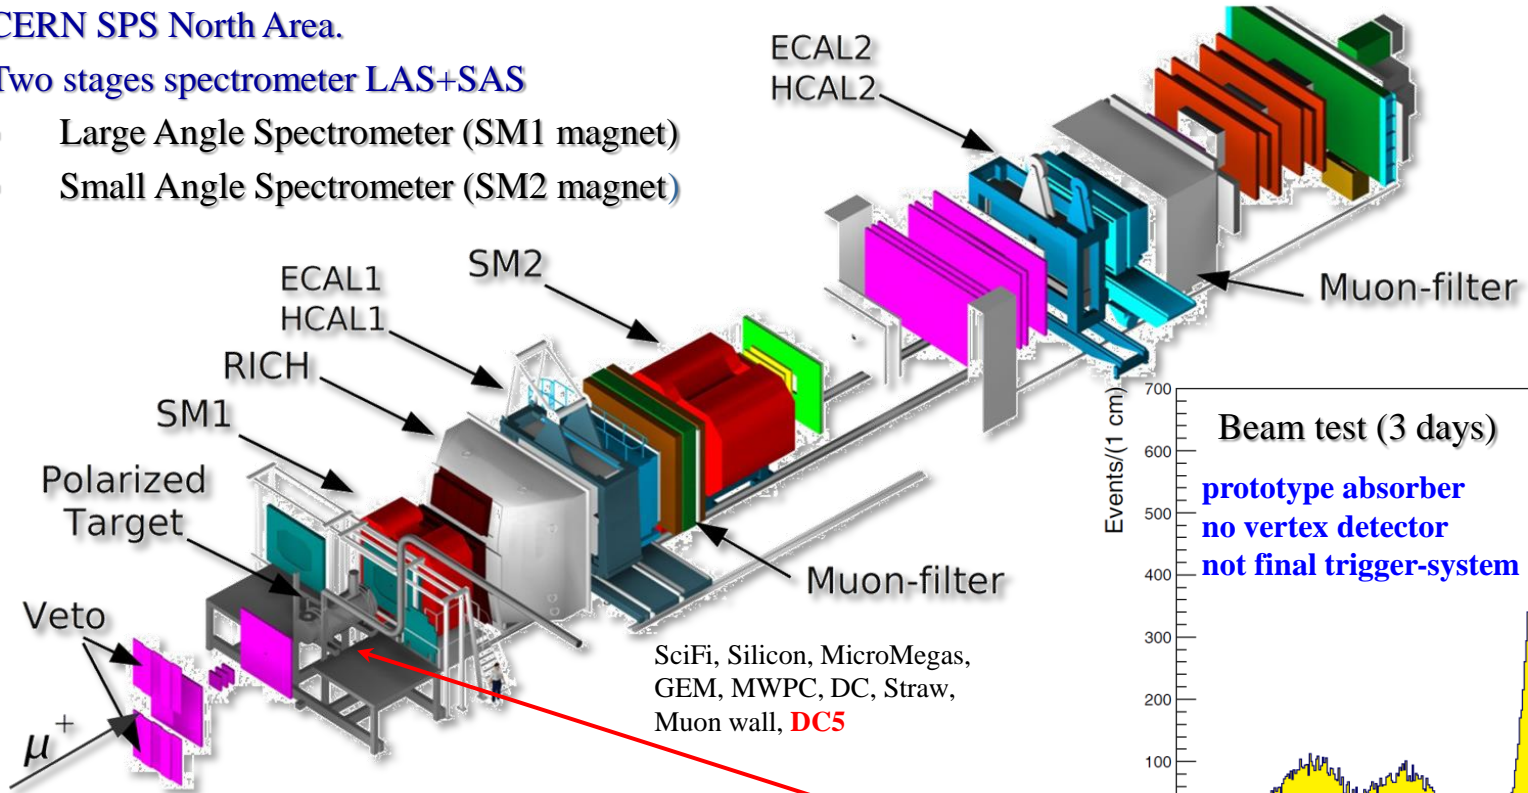 CERN SPS North Area.
Two stages spectrometer LAS+SAS
Large Angle Spectrometer (SM1 magnet)
Small Angle Spectrometer (SM2 magnet)
ECAL2
HCAL2
Muon-filter
SM2
ECAL1
HCAL1
RICH
SM1
Polarized
Target
Veto
μ+
Muon-filter
SciFi, Silicon, MicroMegas,
GEM, MWPC, DC, Straw,
Muon wall, DC5
Events/(1 cm)
700
600
500
400
300
200
100
Beam test (3 days)
prototype absorber
no vertex detector
not final trigger-system